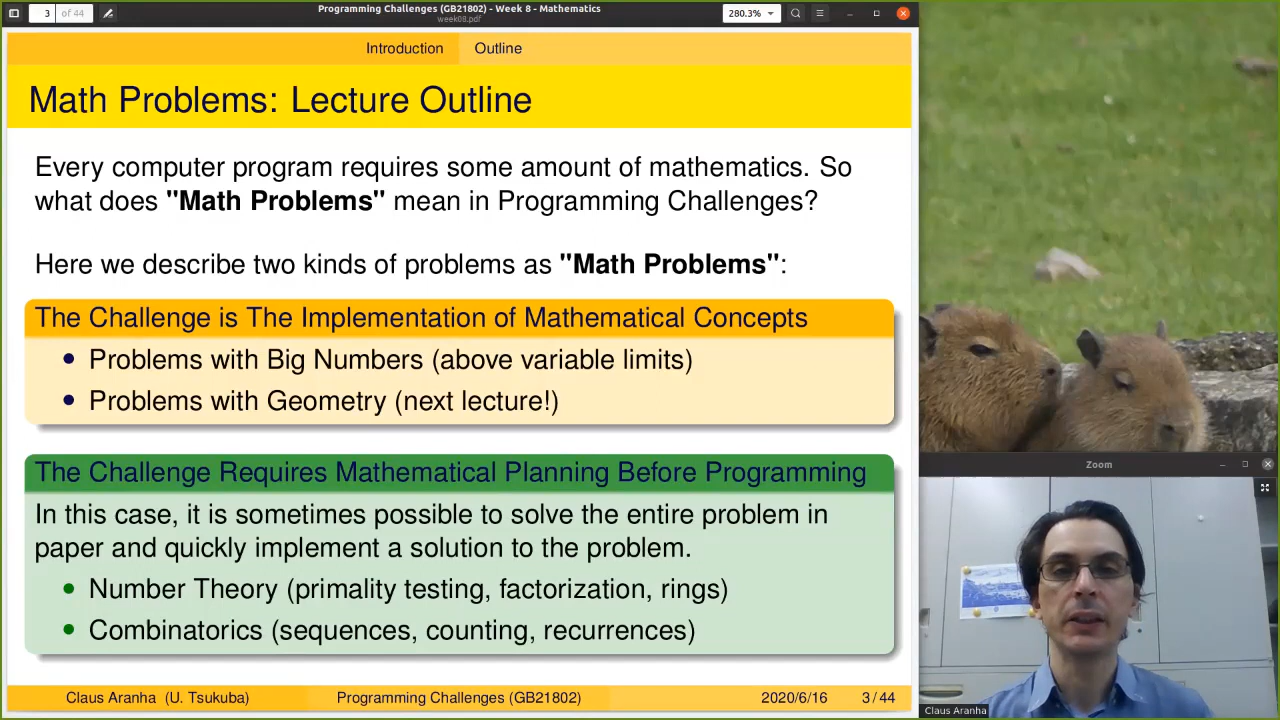 3 of 44
Programming Challenges (GB21802) - Week 8 - Mathematics
week08.pdf
280.3%
Introduction
Outline
Math Problems: Lecture Outline
Every computer program requires some amount of mathematics. So
what does "Math Problems" mean in Programming Challenges?
Here we describe two kinds of problems as "Math Problems":
The Challenge is The Implementation of Mathematical Concepts
• Problems with Big Numbers (above variable limits)
• Problems with Geometry (next lecture!)
The Challenge Requires Mathematical Planning Before Programming
In this case, it is sometimes possible to solve the entire problem in
paper and quickly implement a solution to the problem.
• Number Theory (primality testing, factorization, rings)
• Combinatorics (sequences, counting, recurrences)
Claus Aranha (U. Tsukuba)
Programming Challenges (GB21802)
2020/6/16
3 / 44
Zoom
Claus Aranha